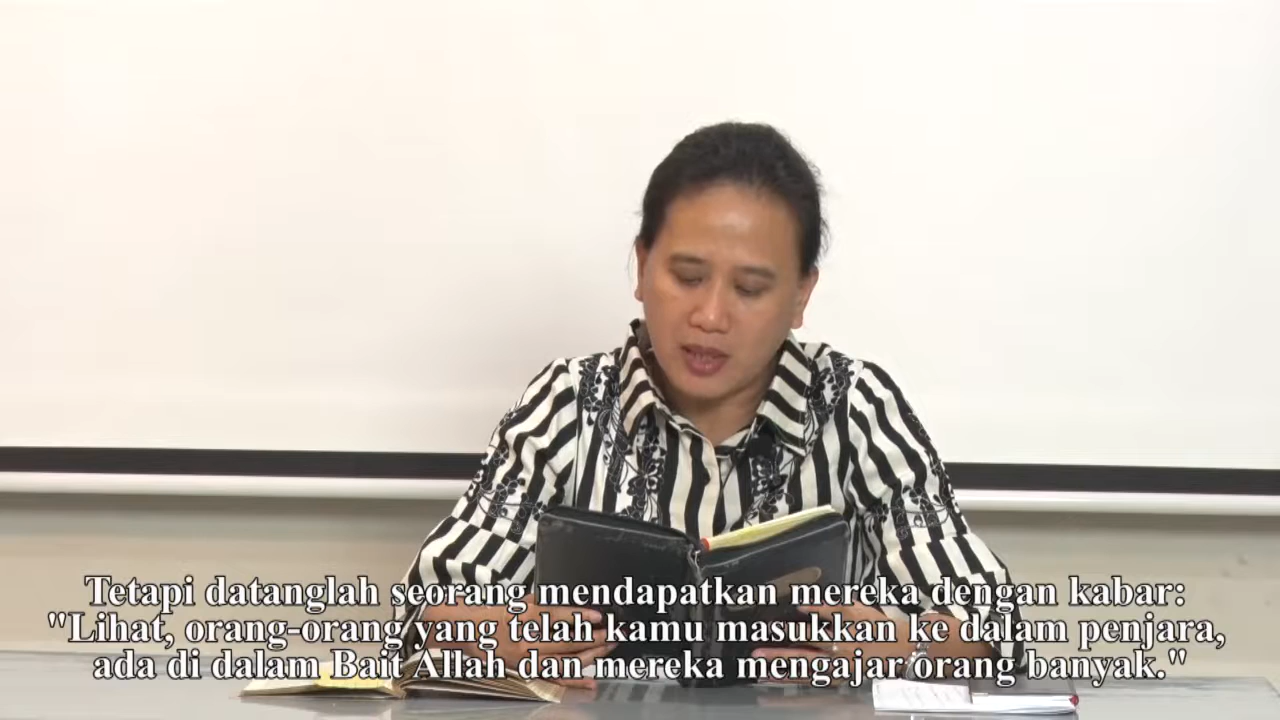 Tetapi datanglah seorang mendapatkan mereka dengan kabar:
"Lihat, orang-orang yang telah kamu masukkan ke dalam penjara,
ada di dalam Bait Allah dan mereka mengajar orang banyak."